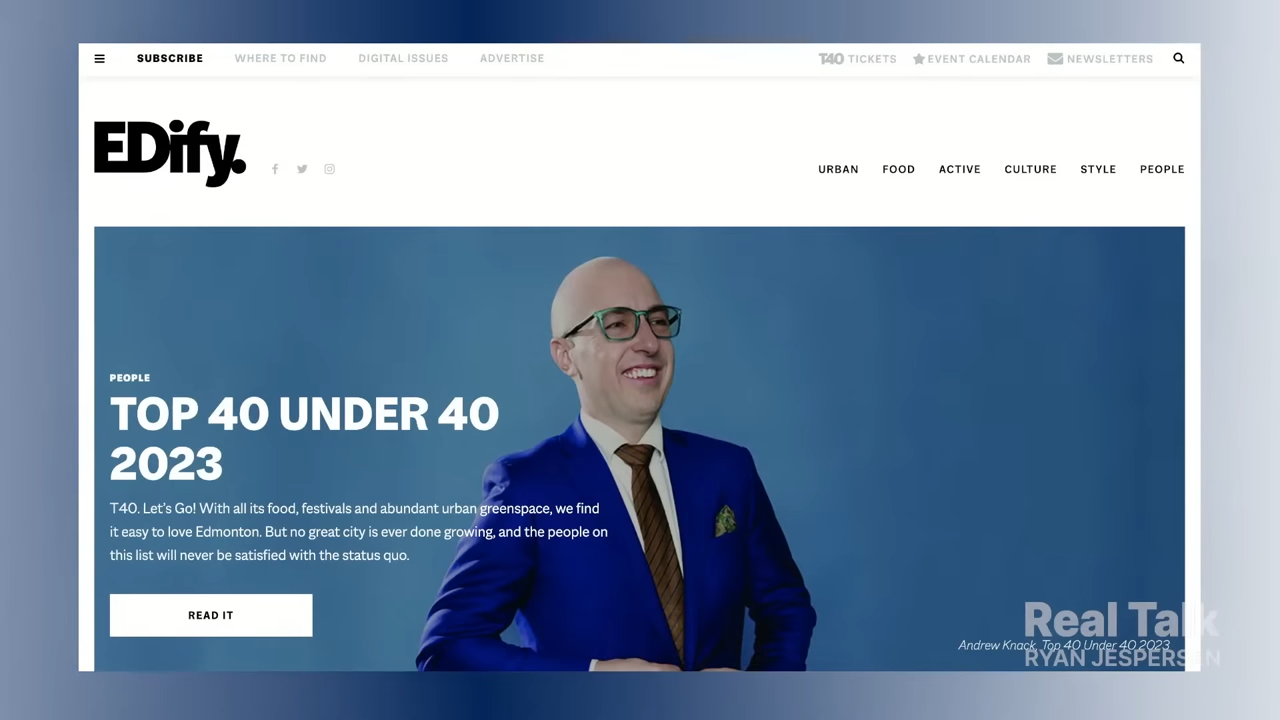 SUBSCRIBE WHERE TO FIND DIGITAL ISSUES ADVERTISE T40 TICKETS EVENT CALENDAR NEWSLETTERS
EDify.
URBAN FOOD ACTIVE CULTURE STYLE PEOPLE
PEOPLE
TOP 40 UNDER 40
2023
T40. Let's Go! With all its food, festivals and abundant urban greenspace, we find
it easy to love Edmonton. But no great city is ever done growing, and the people on
this list will never be satisfied with the status quo.
READ IT
Real Talk
Andrew Knack, Top 40 Under 40 2023
RYAN JESPERSEN